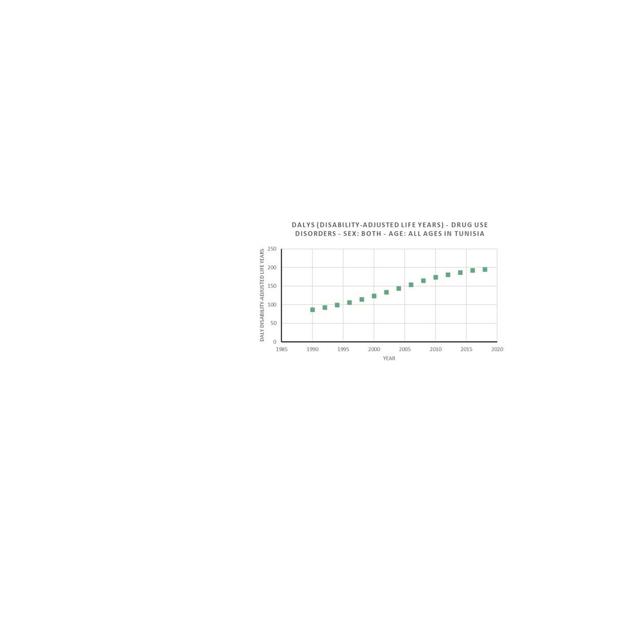 DALYS (DISABILITY-ADJUSTED LIFE YEARS) - DRUG USE
DISORDERS - SEX: BOTH - AGE: ALL AGES IN TUNISIA
DALY DISABILITY-ADJUSTED LIFE YEARS
250
200
150
100
50
0
1985 1990 1995 2000 2005 2010 2015 2020
YEAR